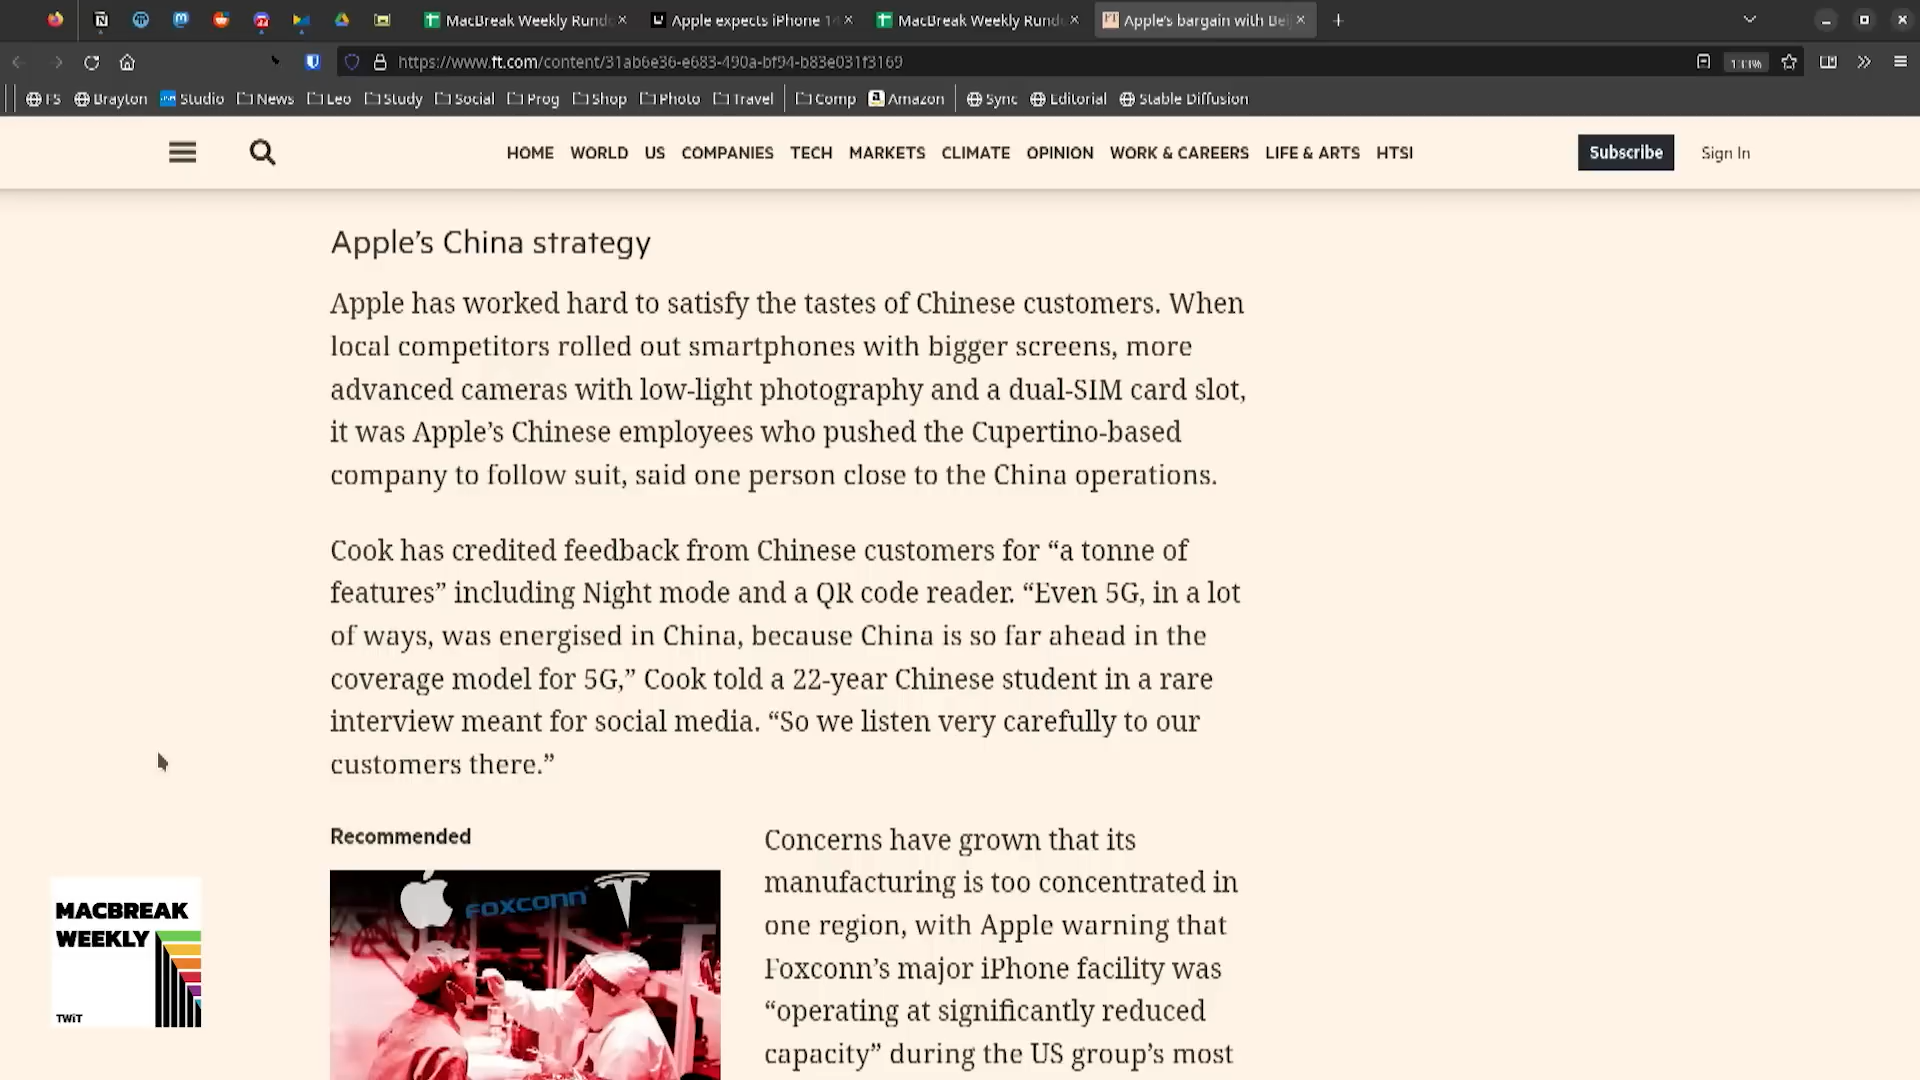 MacBreak Weekly Rund
Apple expects iPhone 14
MacBreak Weekly Rund
Apple's bargain with Bei
https://www.ft.com/content/31ab6e36-e683-490a-bf94-b83e031f3169
133%
FS Brayton Studio News Leo Study Social Prog Shop Photo Travel Comp Amazon Sync Editorial Stable Diffusion
HOME WORLD US COMPANIES TECH MARKETS CLIMATE OPINION WORK & CAREERS LIFE & ARTS HTSI
Subscribe
Sign In
Apple’s China strategy
Apple has worked hard to satisfy the tastes of Chinese customers. When
local competitors rolled out smartphones with bigger screens, more
advanced cameras with low-light photography and a dual-SIM card slot,
it was Apple’s Chinese employees who pushed the Cupertino-based
company to follow suit, said one person close to the China operations.
Cook has credited feedback from Chinese customers for “a tonne of
features” including Night mode and a QR code reader. “Even 5G, in a lot
of ways, was energised in China, because China is so far ahead in the
coverage model for 5G,” Cook told a 22-year Chinese student in a rare
interview meant for social media. “So we listen very carefully to our
customers there.”
Recommended
FOXCONN
Concerns have grown that its
manufacturing is too concentrated in
one region, with Apple warning that
Foxconn’s major iPhone facility was
“operating at significantly reduced
capacity” during the US group’s most
MACBREAK
WEEKLY
TWiT